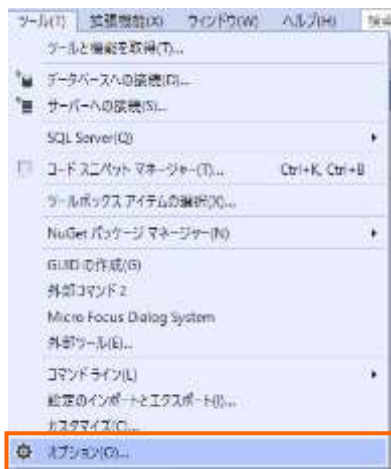 ツール(T) 拡張機能(X) ウィンドウ(W) ヘルプ(H) 検索
ツールと機能を取得(T)...
データベースへの接続(D)...
サーバーへの接続(S)...
SQL Server(Q)
コード スニペット マネージャー(T)... Ctrl+K, Ctrl+B
ツールボックス アイテムの選択(X)...
NuGet パッケージ マネージャー(N)
GUID の作成(G)
外部コマンド 2
Micro Focus Dialog System
外部ツール(E)...
コマンド ライン(L)
設定のインポートとエクスポート(I)...
カスタマイズ(C)...
オプション(O)...